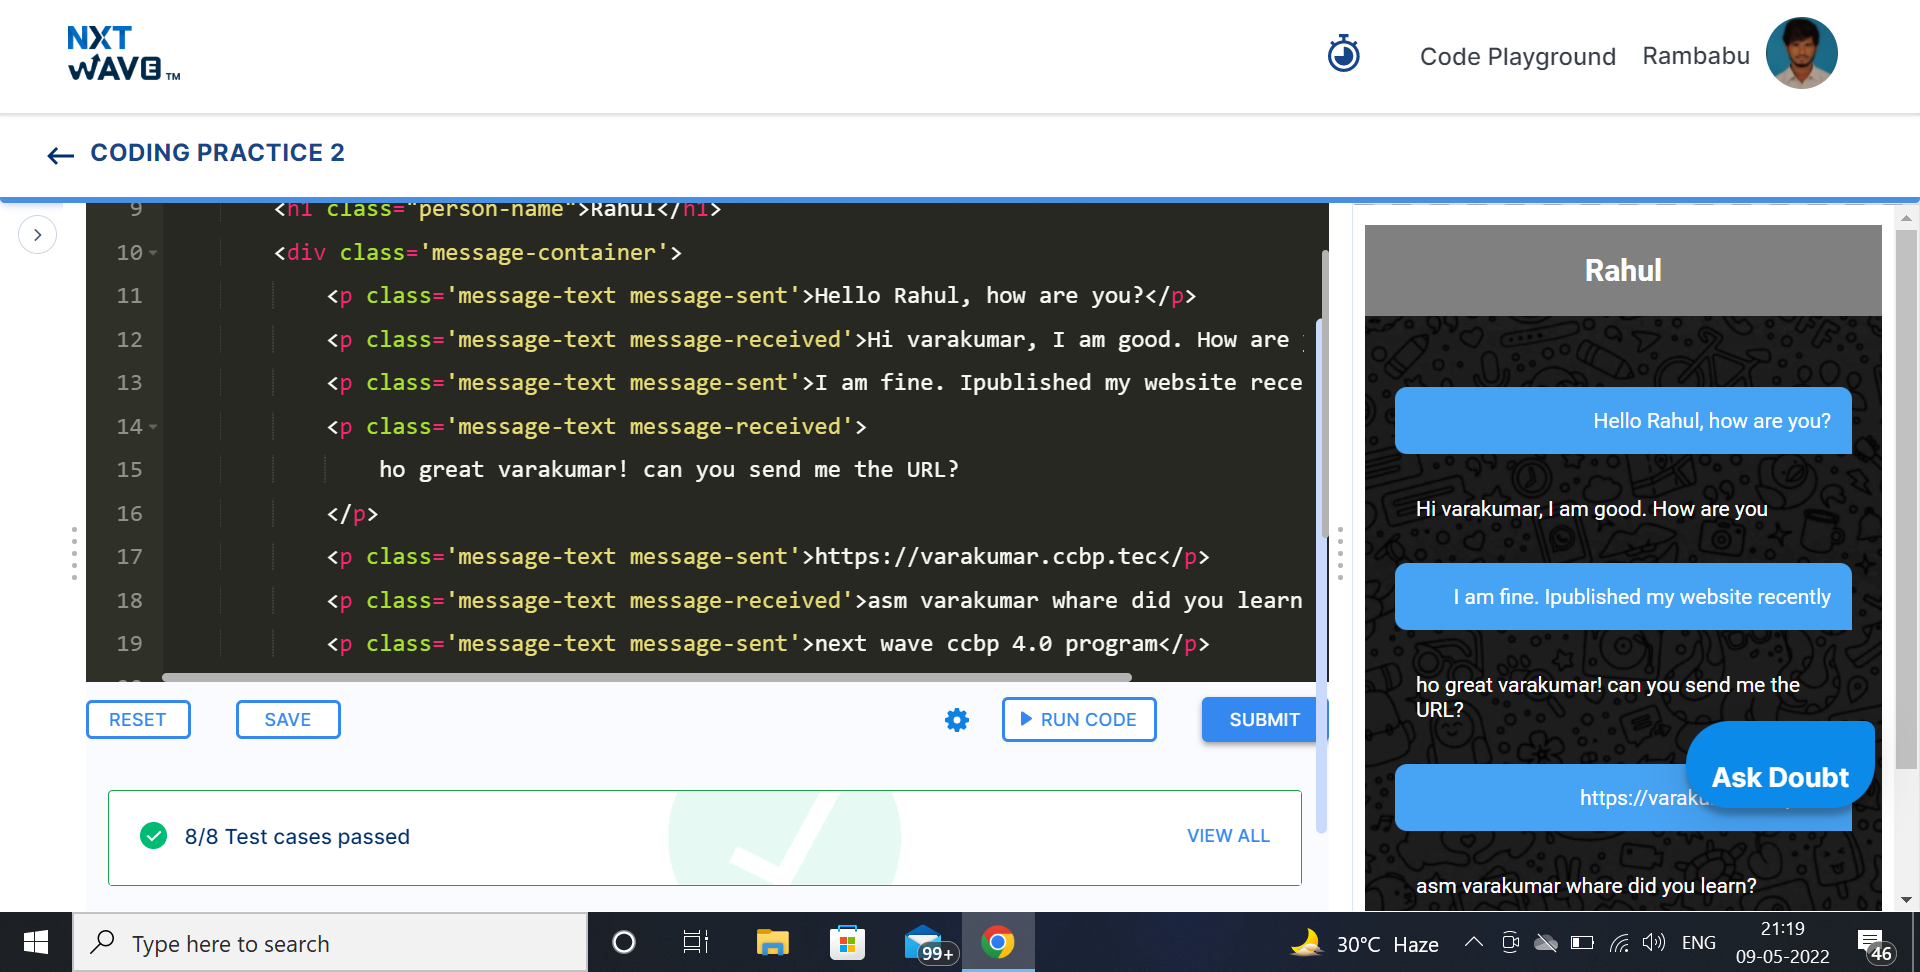 NXT
WAVE TM
Code Playground
Rambabu
CODING PRACTICE 2
9 <h1 class="person-name">Rahul</h1>
10 <div class='message-container'>
11 <p class='message-text message-sent'>Hello Rahul, how are you?</p>
12 <p class='message-text message-received'>Hi varakumar, I am good. How are
13 <p class='message-text message-sent'>I am fine. Ipublished my website rece
14 <p class='message-text message-received'>
15 ho great varakumar! can you send me the URL?
16 </p>
17 <p class='message-text message-sent'>https://varakumar.ccbp.tec</p>
18 <p class='message-text message-received'>asm varakumar whare did you learn
19 <p class='message-text message-sent'>next wave ccbp 4.0 program</p>
RESET
SAVE
RUN CODE
SUBMIT
8/8 Test cases passed
VIEW ALL
Rahul
Hello Rahul, how are you?
Hi varakumar, I am good. How are you
I am fine. Ipublished my website recently
ho great varakumar! can you send me the
URL?
https://varaku
Ask Doubt
asm varakumar whare did you learn?
Type here to search
99+
30°C Haze
ENG
21:19
09-05-2022
46